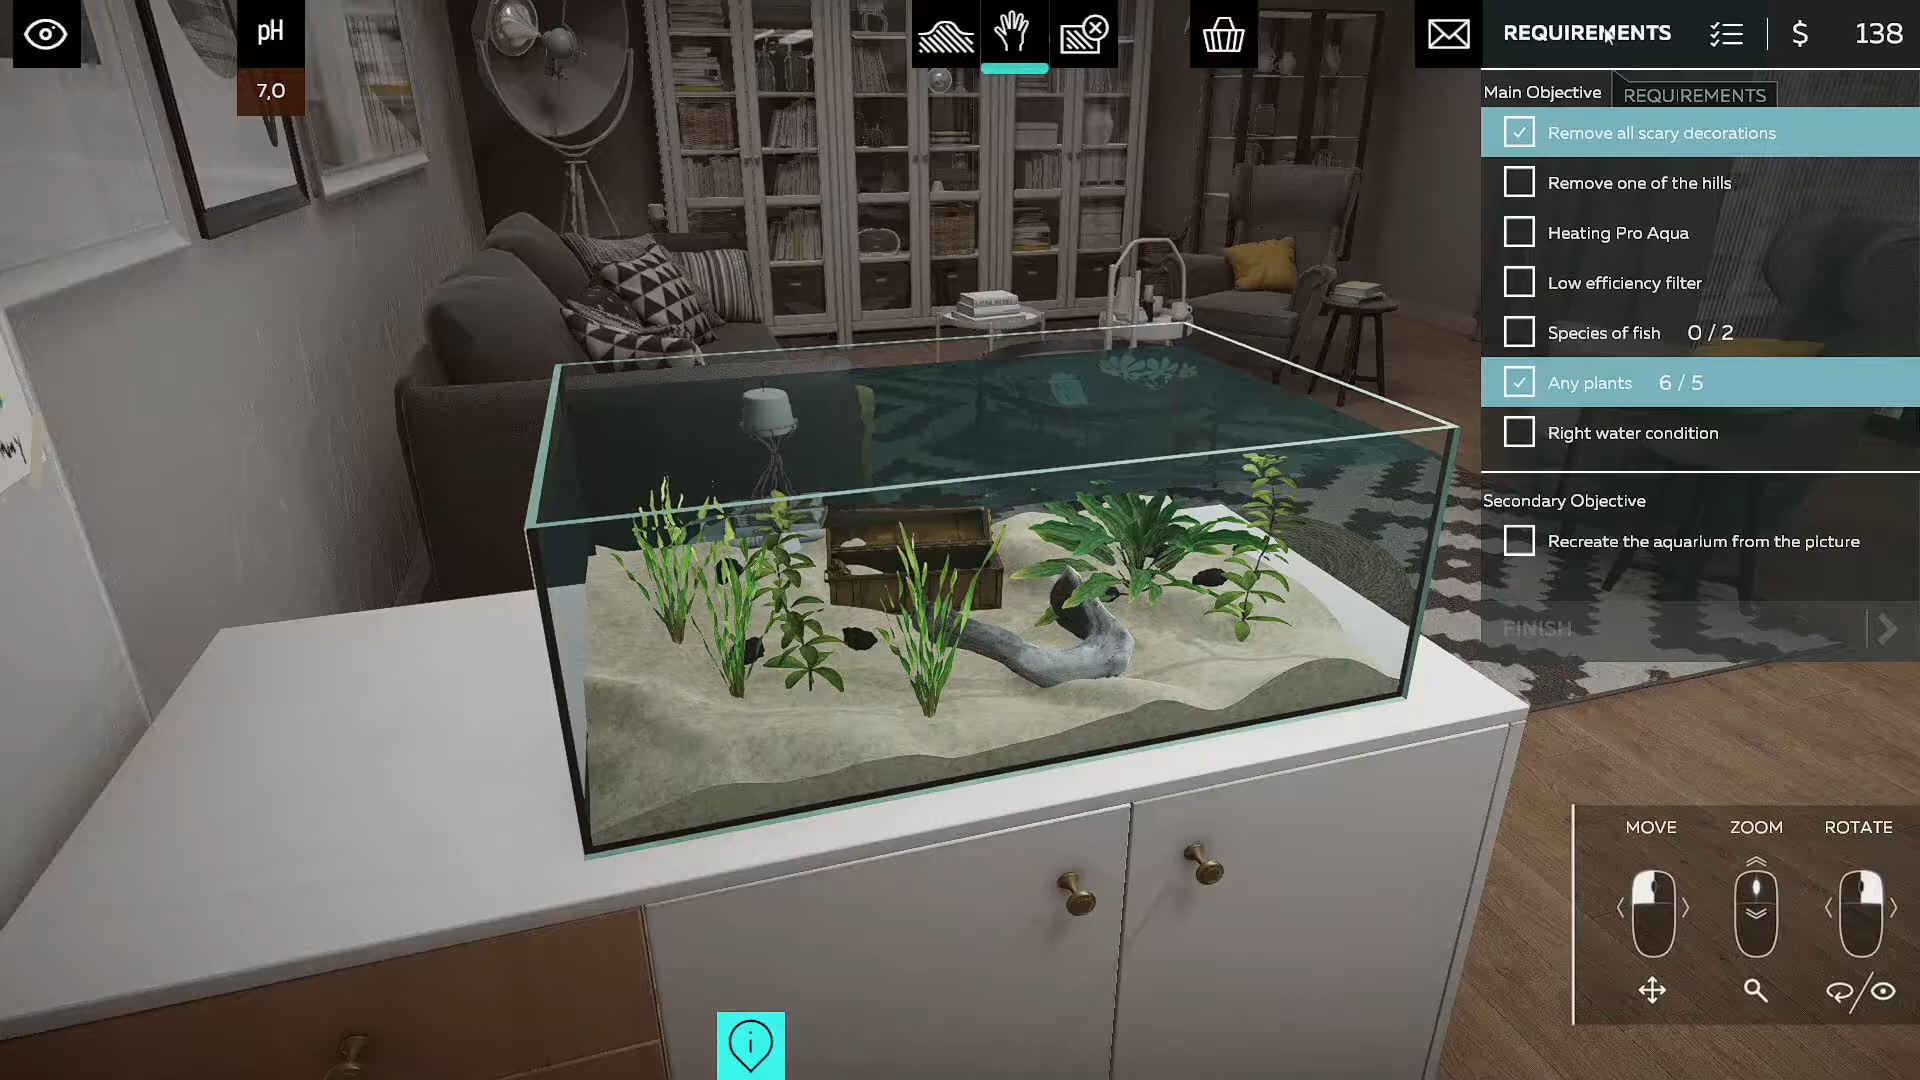 pH
7,0
REQUIREMENTS
$ 138
Main Objective
REQUIREMENTS
Remove all scary decorations
Remove one of the hills
Heating Pro Aqua
Low efficiency filter
Species of fish 0 / 2
Any plants 6 / 5
Right water condition
Secondary Objective
Recreate the aquarium from the picture
FINISH
MOVE ZOOM ROTATE